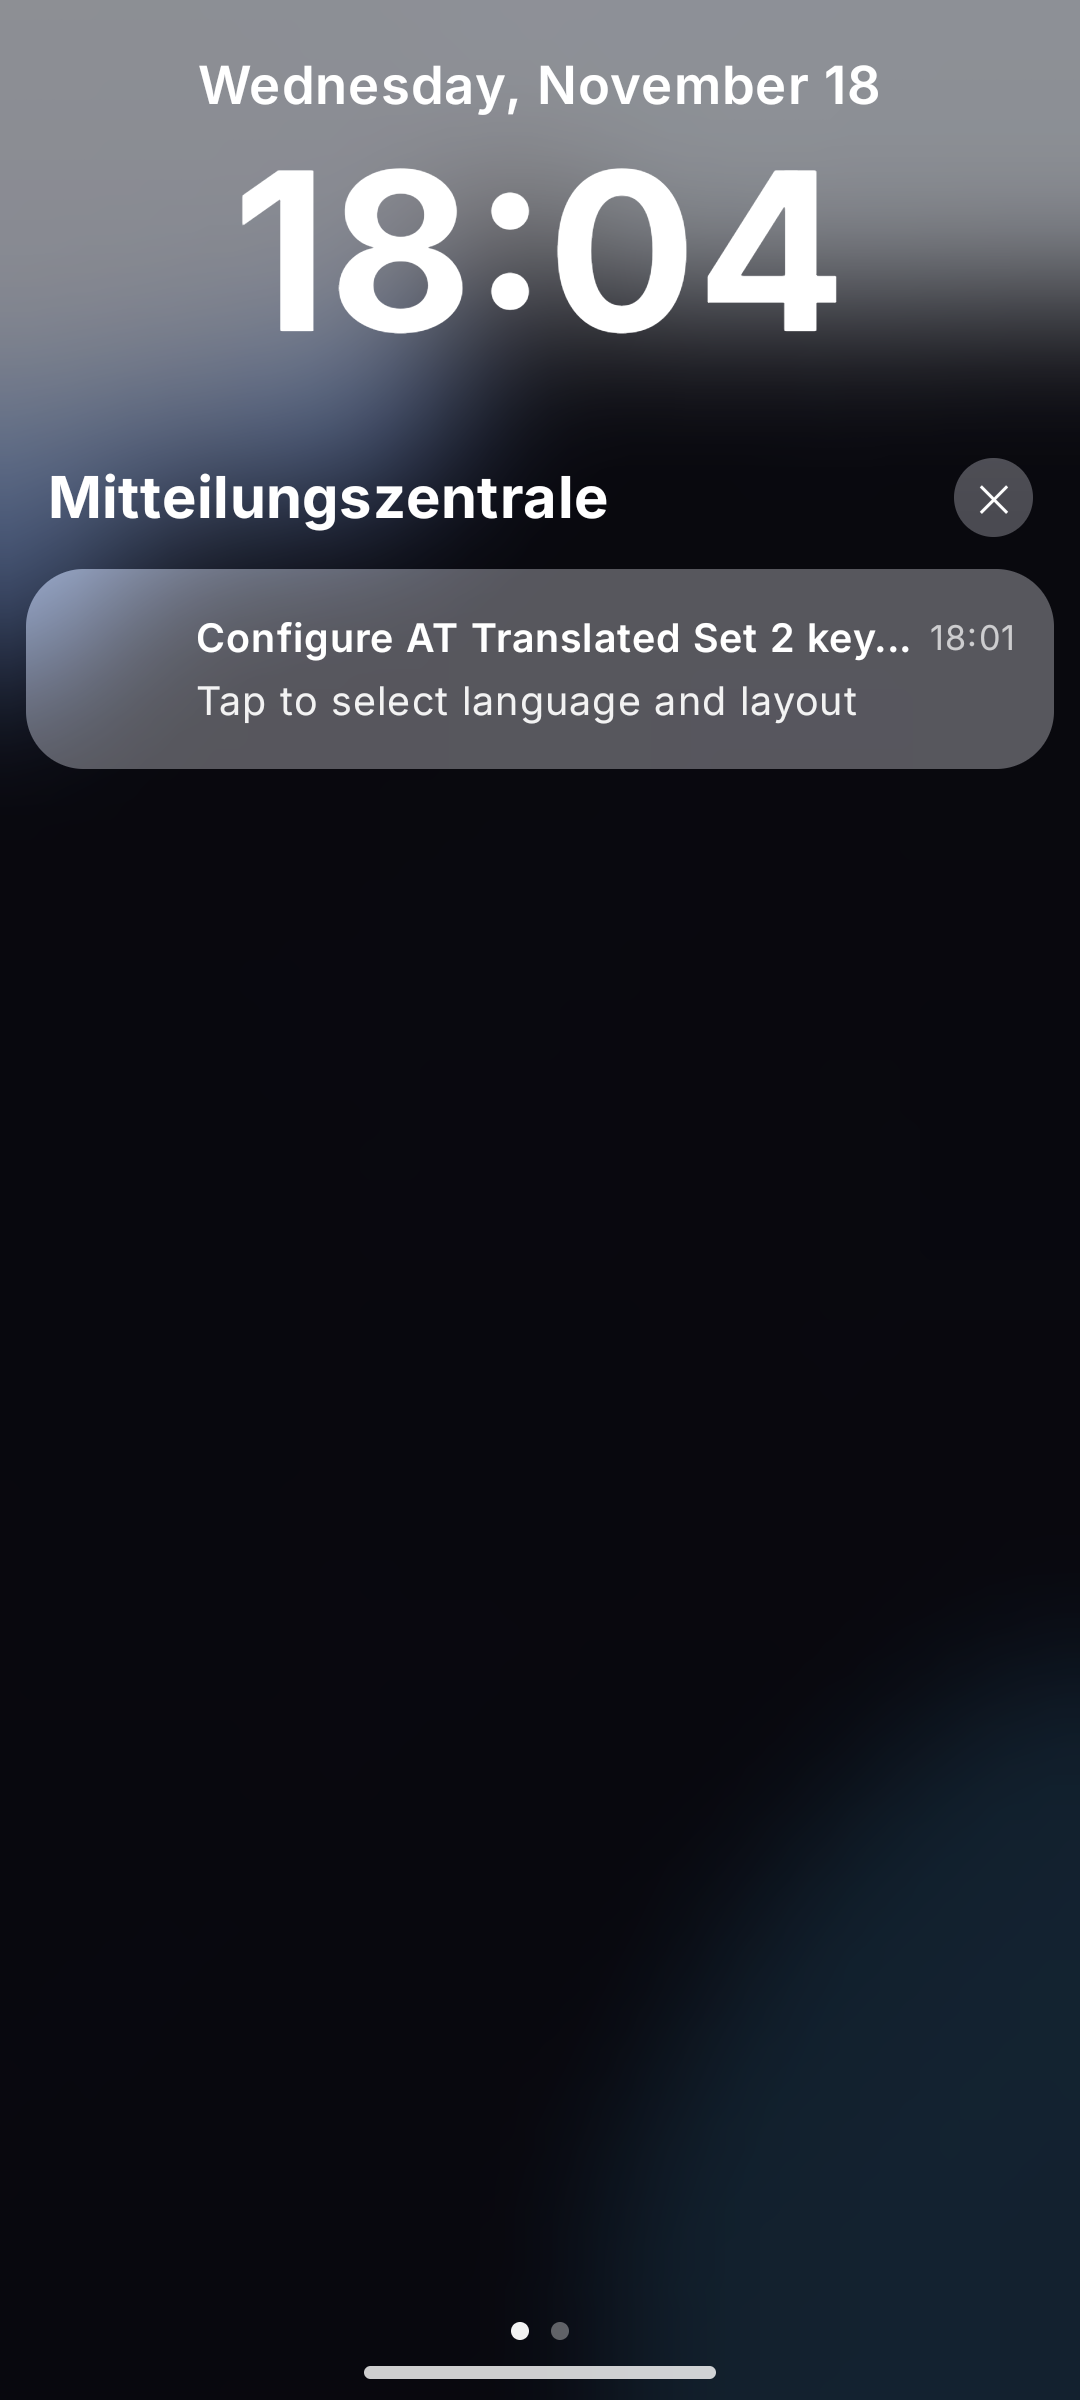 Wednesday, November 18
18:04
Mitteilungszentrale
Configure AT Translated Set 2 key... 18:01
Tap to select language and layout